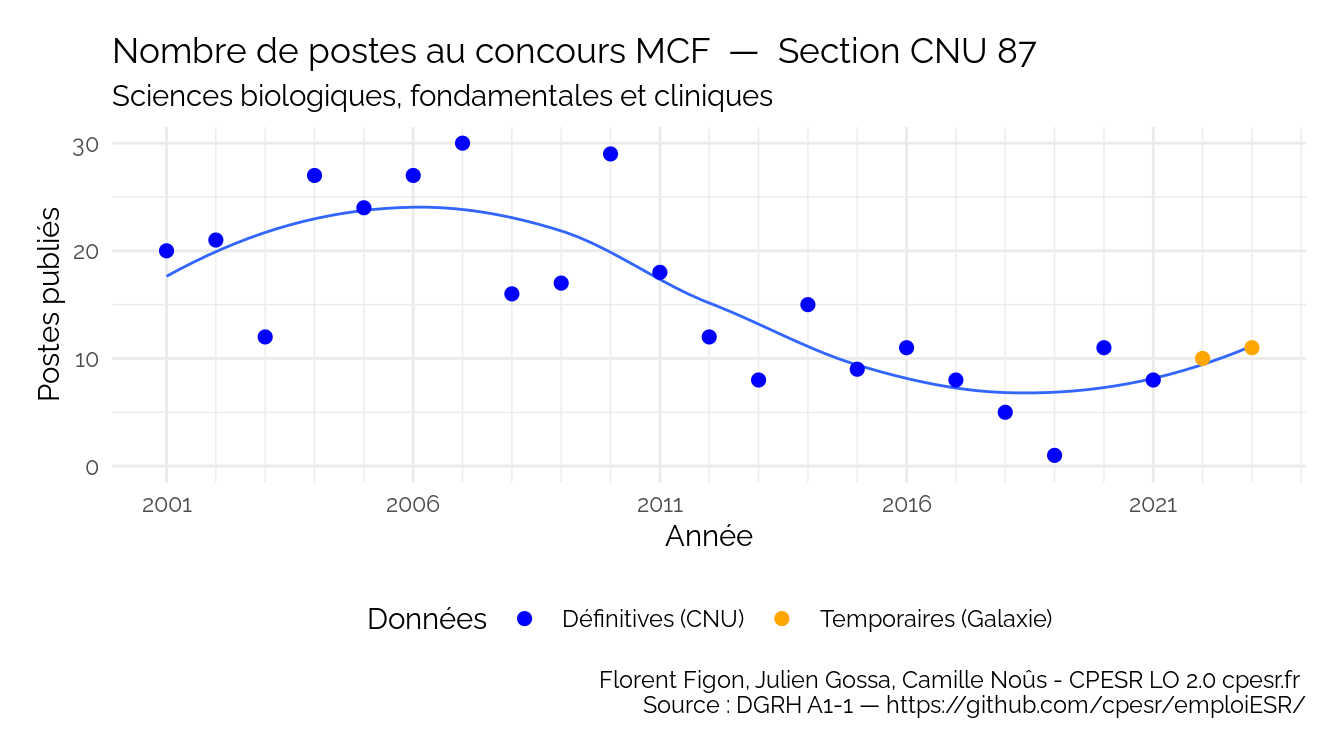 Nombre de postes au concours MCF — Section CNU 87
Sciences biologiques, fondamentales et cliniques
Postes publiés
30
20
10
0
2001 2006 2011 2016 2021
Année
Données Définitives (CNU) Temporaires (Galaxie)
Florent Figon, Julien Gossa, Camille Noûs - CPESR LO 2.0 cpesr.fr
Source : DGRH A1-1 — https://github.com/cpesr/emploiESR/